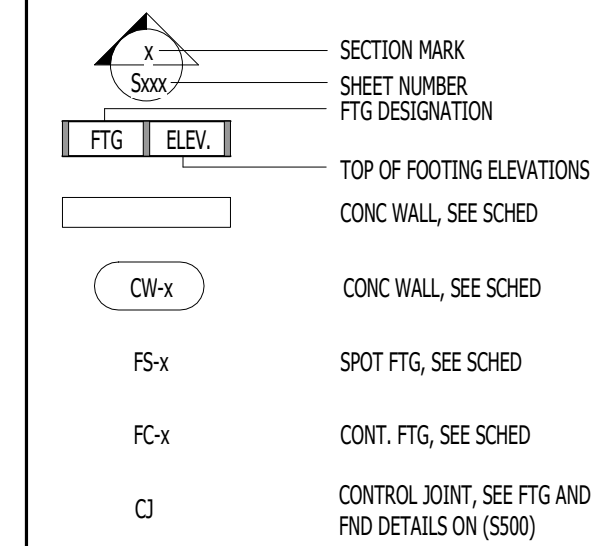 x
SECTION MARK
Sxxx
SHEET NUMBER
FTG DESIGNATION
FTG ELEV.
TOP OF FOOTING ELEVATIONS
CONC WALL, SEE SCHED
CW-x
CONC WALL, SEE SCHED
FS-x
SPOT FTG, SEE SCHED
FC-x
CONT. FTG, SEE SCHED
CJ
CONTROL JOINT, SEE FTG AND
FND DETAILS ON (S500)